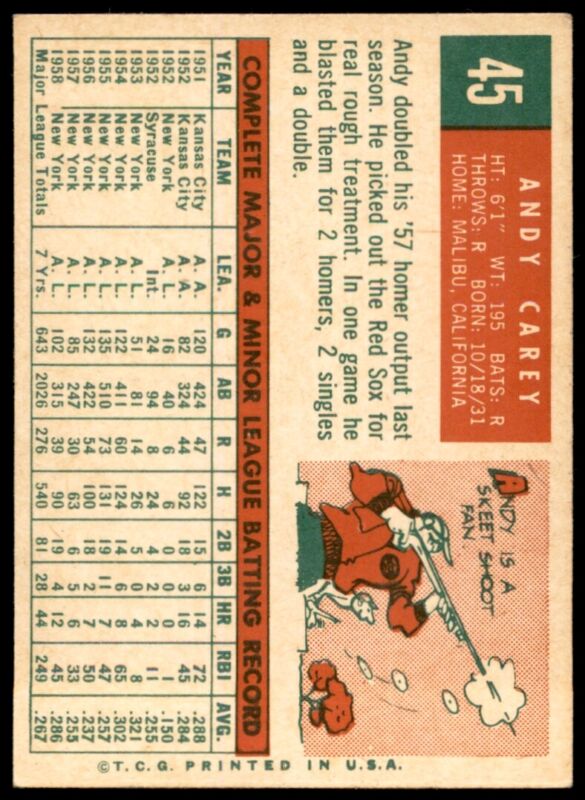 45
ANDY CAREY
HT: 6'1" WT: 195 BATS: R
THROWS: R BORN: 10/18/31
HOME: MALIBU, CALIFORNIA
Andy doubled his '57 homer output last
season. He picked out the Red Sox for
real rough treatment. In one game he
blasted them for 2 homers, 2 singles
and a double.
ANDY IS A
SKEET SHOOT
FAN.
COMPLETE MAJOR & MINOR LEAGUE BATTING RECORD
YEAR TEAM LEA. G AB R H 2B 3B HR RBI AVG.
1951 Kansas City A. A. 120 424 47 122 15 6 14 72 .288
1952 Kansas City A. A. 82 324 44 92 18 16 45 .284
1952 New York A. L. 16 40 6 6 0 0 0 1 .150
1952 Syracuse Int. 24 94 8 24 4 2 2 11 .255
1953 New York A. L. 51 81 14 26 5 0 4 8 .321
1954 New York A. L. 122 411 60 124 14 6 8 65 .302
1955 New York A. L. 135 510 73 131 19 11 7 47 .257
1956 New York A. L. 132 422 54 100 18 2 7 50 .237
1957 New York A. L. 85 247 30 63 6 5 6 33 .255
1958 New York A. L. 102 315 39 90 19 4 12 45 .286
Major League Totals 7 Yrs. 643 2026 276 540 81 28 44 249 .267
© T. C. G. PRINTED IN U.S.A.